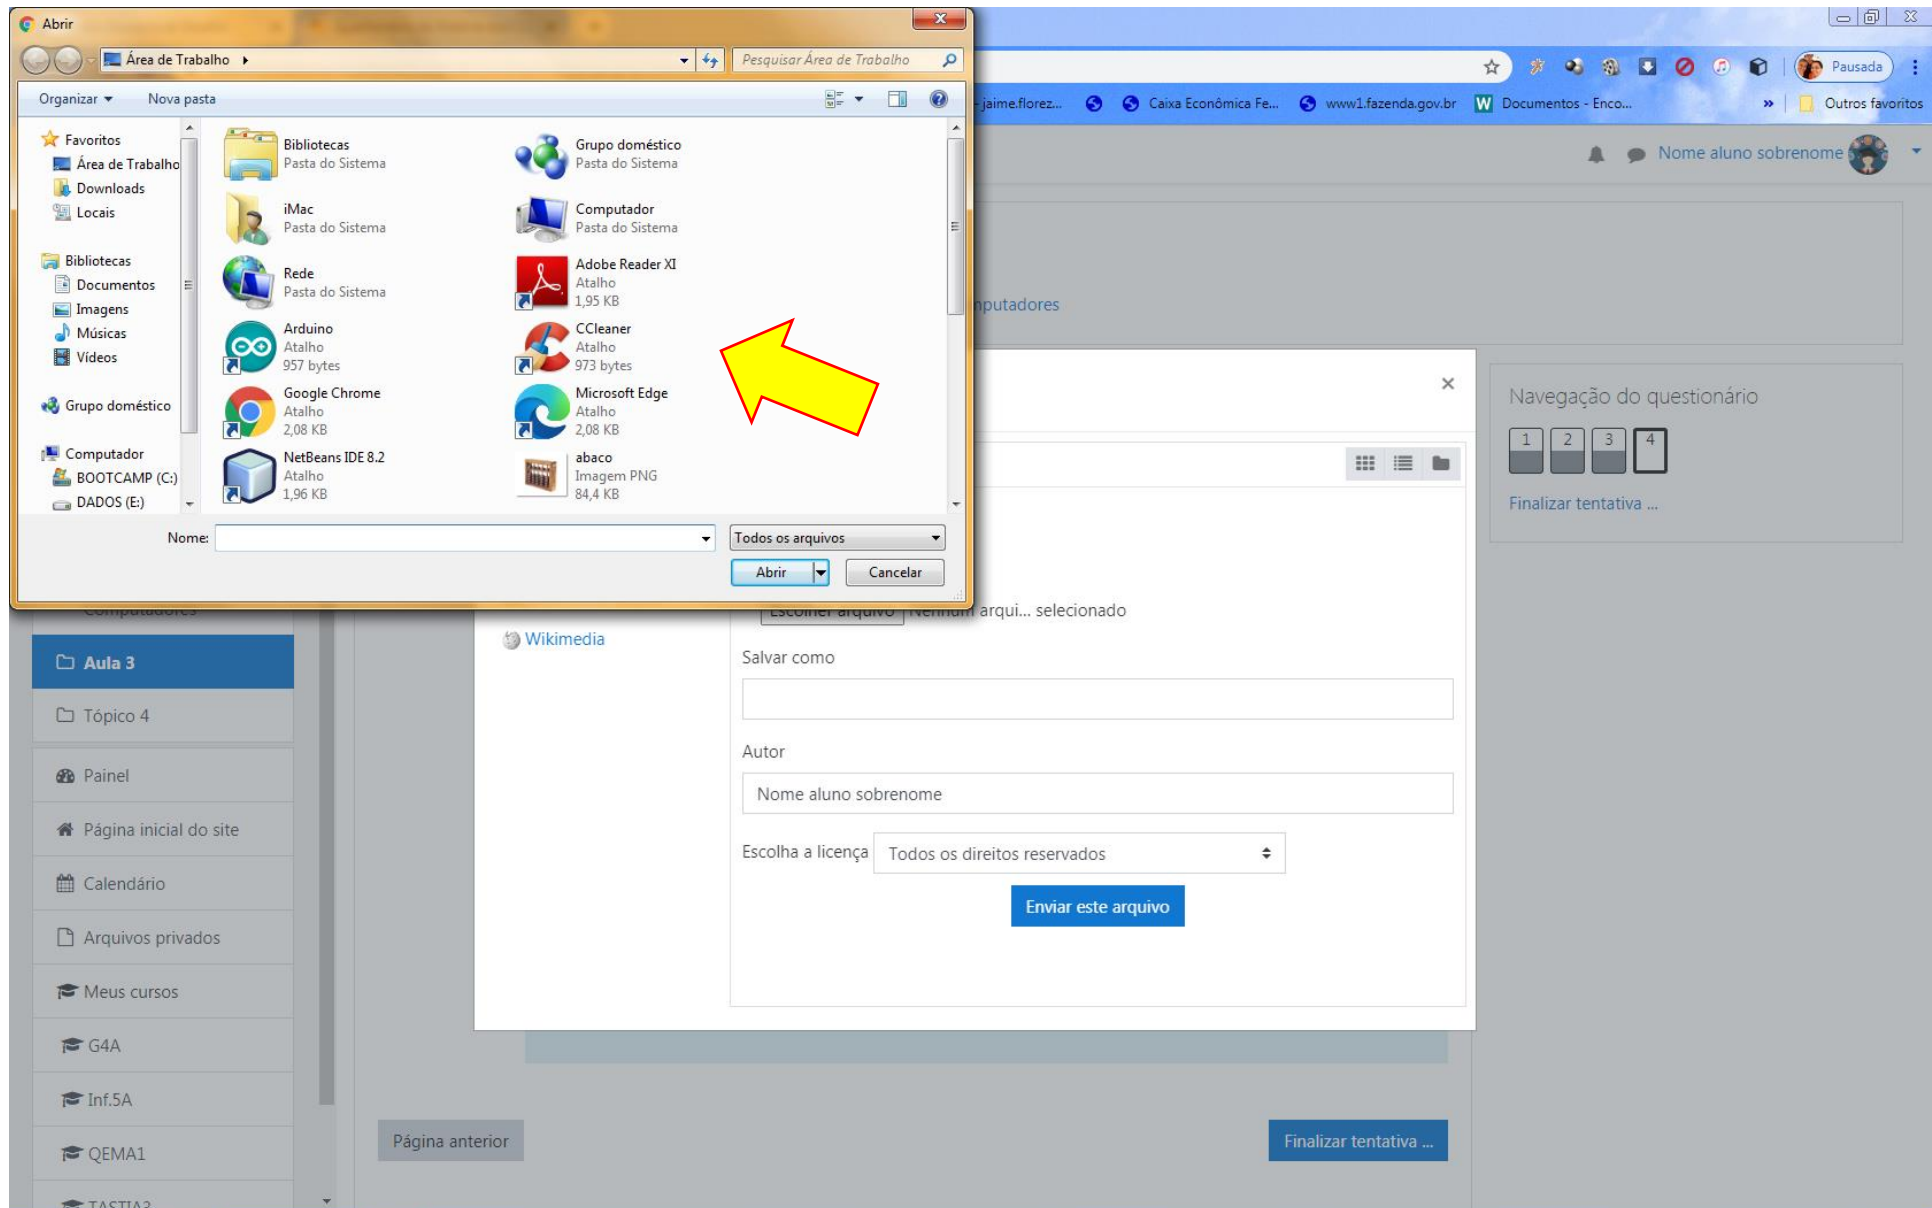 Abrir
Área de Trabalho
Pesquisar Área de Trabalho
Organizar
Nova pasta
Favoritos
Área de Trabalho
Downloads
Locais
Bibliotecas
Documentos
Imagens
Músicas
Vídeos
Grupo doméstico
Computador
BOOTCAMP (C:)
DADOS (E:)
Bibliotecas
Pasta do Sistema
Grupo doméstico
Pasta do Sistema
iMac
Pasta do Sistema
Computador
Pasta do Sistema
Rede
Pasta do Sistema
Adobe Reader XI
Atalho
1,95 KB
Arduino
Atalho
957 bytes
CCleaner
Atalho
973 bytes
Google Chrome
Atalho
2,08 KB
Microsoft Edge
Atalho
2,08 KB
NetBeans IDE 8.2
Atalho
1,96 KB
abaco
Imagem PNG
84,4 KB
Nome:
Todos os arquivos
Abrir
Cancelar
Pausada
- jaime.florez...
Caixa Econômica Fe...
www1.fazenda.gov.br
W Documentos - Enco...
»
Outros favoritos
Nome aluno sobrenome
mputadores
×
Navegação do questionário
1 2 3 4
Finalizar tentativa ...
Computadores
Aula 3
Tópico 4
Painel
Página inicial do site
Calendário
Arquivos privados
Meus cursos
G4A
Inf.5A
QEMA1
TASTIA3
Wikimedia
Escolher arquivo Nenhum arqui... selecionado
Salvar como
Autor
Nome aluno sobrenome
Escolha a licença Todos os direitos reservados
Enviar este arquivo
Página anterior
Finalizar tentativa ...